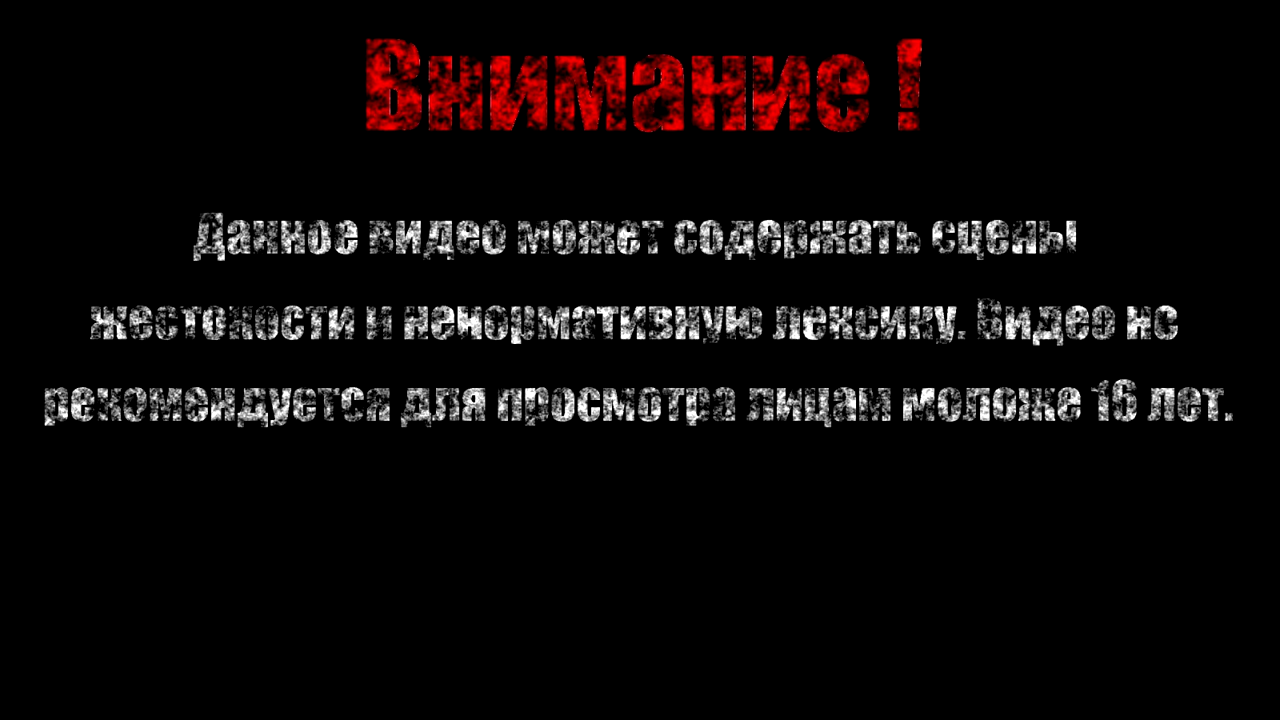 Внимание !
Данное видео может содержать сцены
жестокости и ненормативную лексику. Видео не
рекомендуется для просмотра лицам моложе 16 лет.